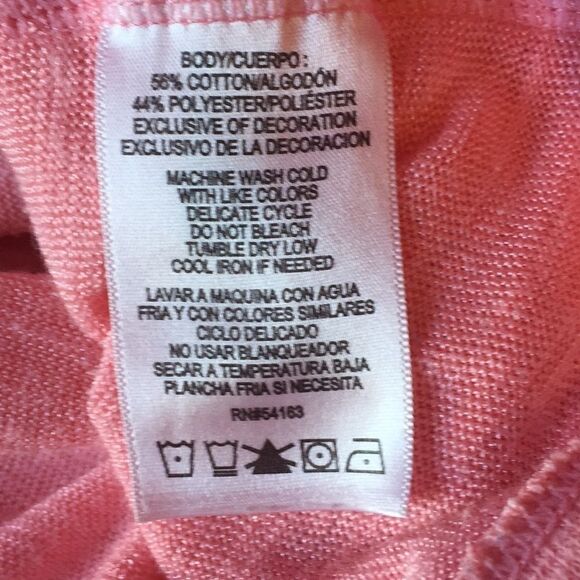 BODY/CUERPO:
56% COTTON/ALGODÓN
44% POLYESTER/POLIÉSTER
EXCLUSIVE OF DECORATION
EXCLUSIVO DE LA DECORACION
MACHINE WASH COLD
WITH LIKE COLORS
DELICATE CYCLE
DO NOT BLEACH
TUMBLE DRY LOW
COOL IRON IF NEEDED
LAVAR A MAQUINA CON AGUA
FRIA Y CON COLORES SIMILARES
CICLO DELICADO
NO USAR BLANQUEADOR
SECAR A TEMPERATURA BAJA
PLANCHA FRIA SI NECESITA
RN#54163